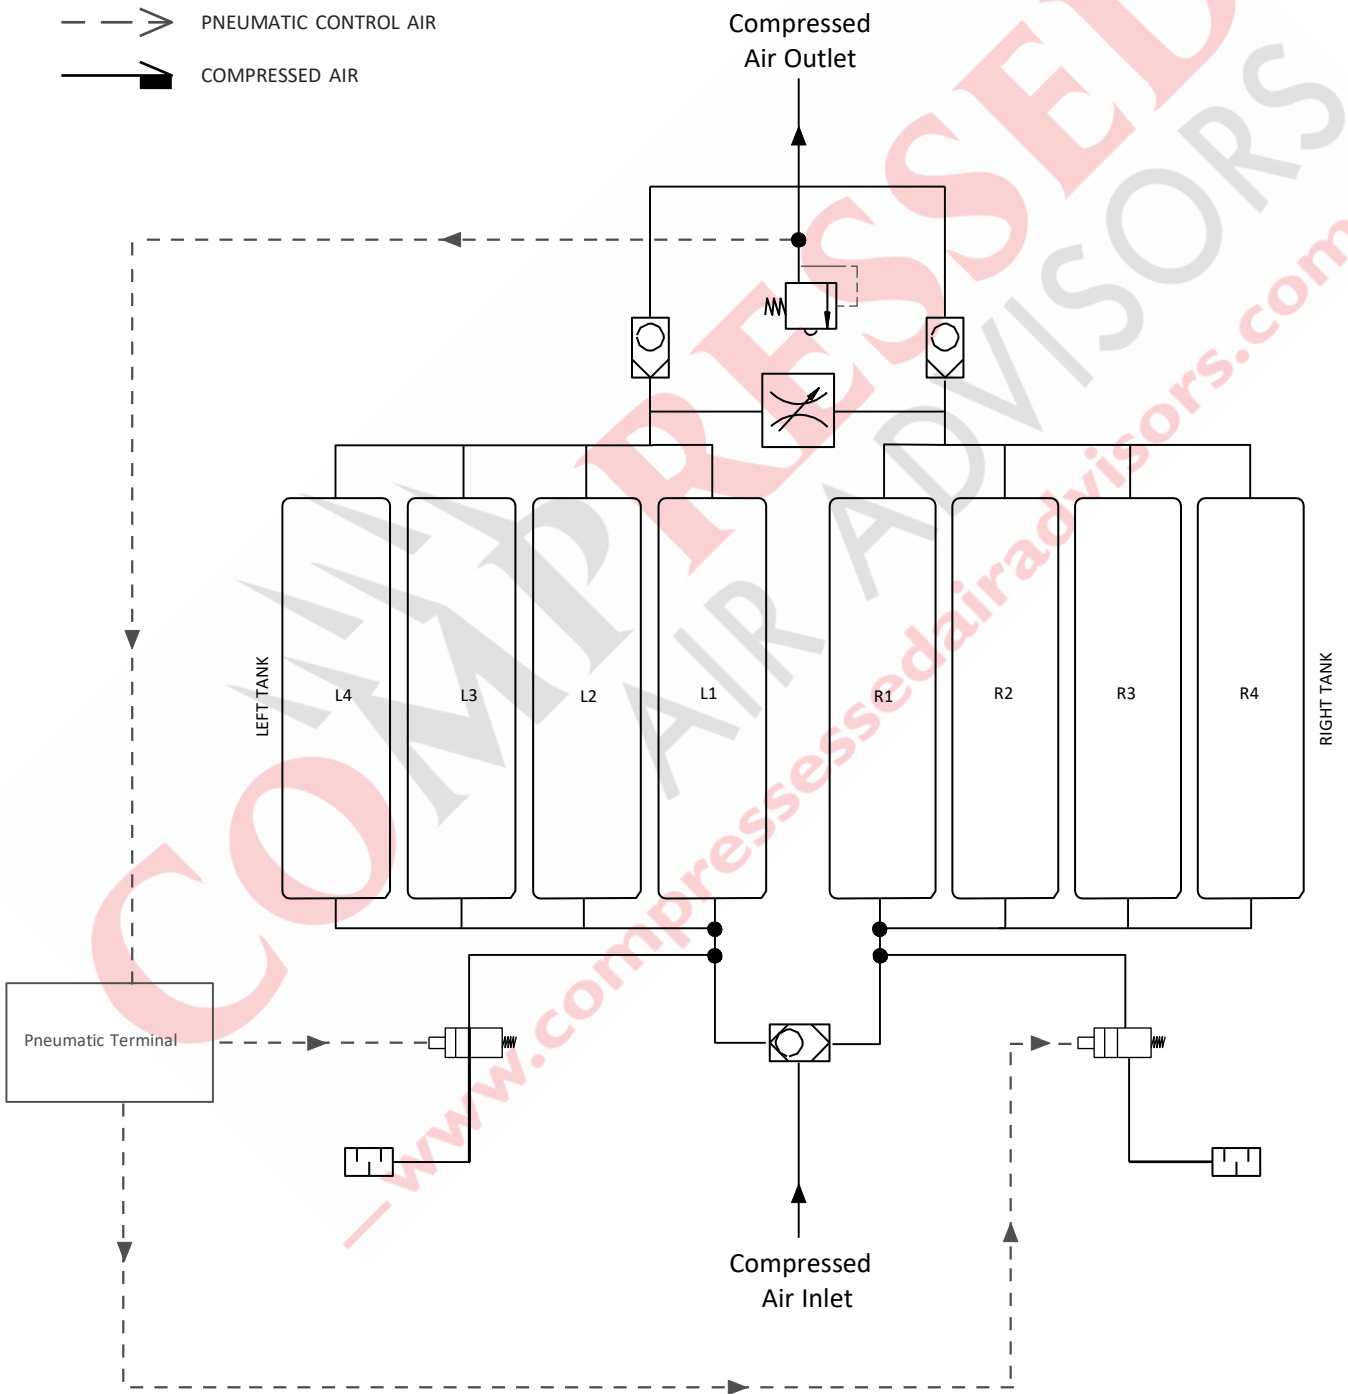 PNEUMATIC CONTROL AIR
COMPRESSED AIR
Compressed
Air Outlet
LEFT TANK
L4
L3
L2
L1
R1
R2
R3
R4
RIGHT TANK
Pneumatic Terminal
Compressed
Air Inlet
COMPRESSED
AIR ADVISORS
www.compressedairadvisors.com